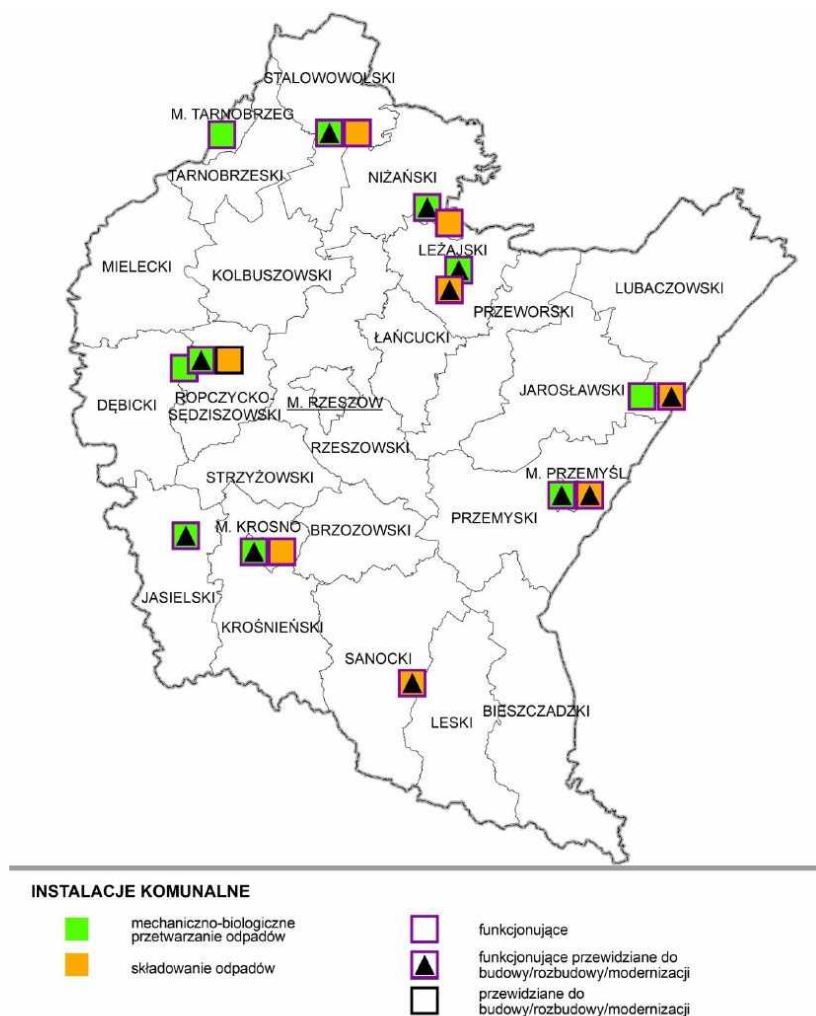 STALOWOWOLSKI
M. TARNOBRZEG
TARNOBRZESKI
NIŻAŃSKI
MIELECKI
KOLBUSZOWSKI
LEŻAJSKI
LUBACZOWSKI
PRZEWORSKI
ŁAŃCUCKI
JAROSŁAWSKI
DĘBICKI
ROPCZYCKO-
SĘDZISZOWSKI
M. RZESZÓW
RZESZOWSKI
STRZYŻOWSKI
M. PRZEMYŚL
PRZEMYSKI
M. KROSNO
BRZOZOWSKI
JASIELSKI
KROŚNIEŃSKI
SANOCKI
LESKI
BIESZCZADZKI
INSTALACJE KOMUNALNE
mechaniczno-biologiczne
przetwarzanie odpadów
składowanie odpadów
funkcjonujące
funkcjonujące przewidziane do
budowy/rozbudowy/modernizacji
przewidziane do
budowy/rozbudowy/modernizacji